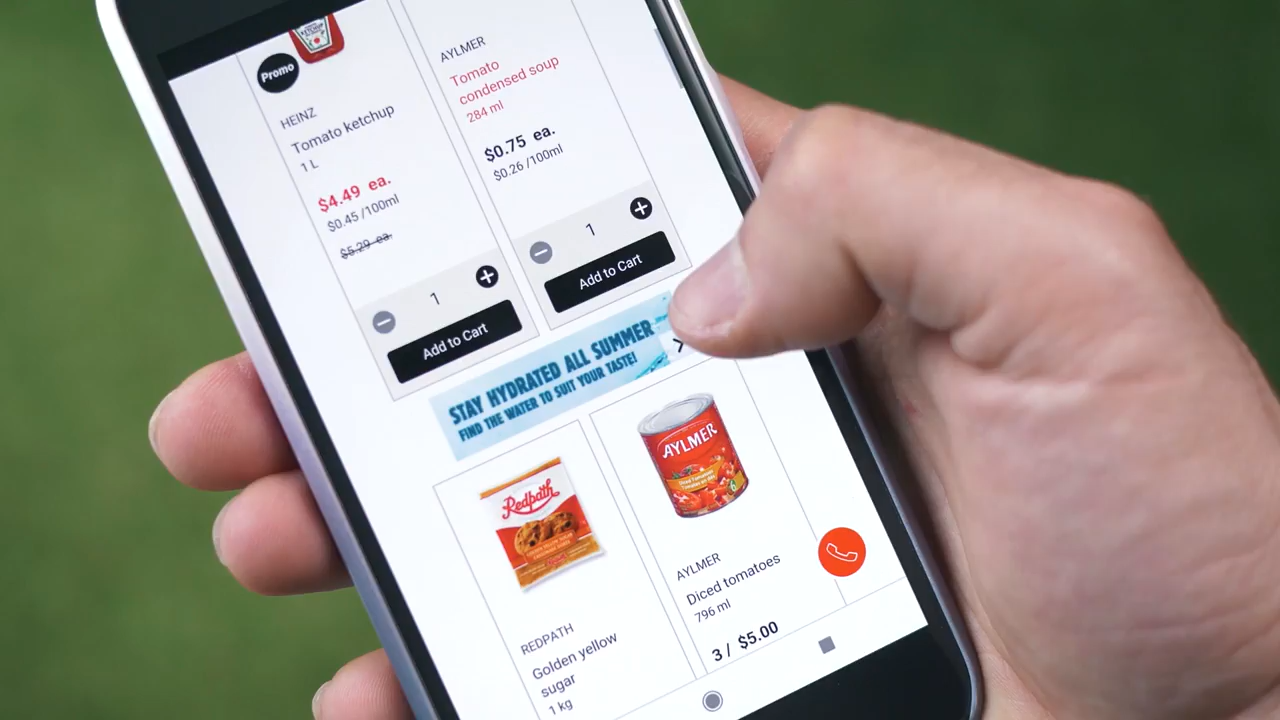 KETCHUP
Promo
HEINZ
Tomato ketchup
1 L
$4.49 ea.
$0.45 /100ml
$5.29 ea.
1
Add to Cart
AYLMER
Tomato
condensed soup
284 ml
$0.75 ea.
$0.26 /100ml
1
Add to Cart
STAY HYDRATED ALL SUMMER
FIND THE WATER TO SUIT YOUR TASTE!
Redpath
REDPATH
Golden yellow
sugar
1 kg
AYLMER
Diced Tomatoes
AYLMER
Diced tomatoes
796 ml
3 / $5.00